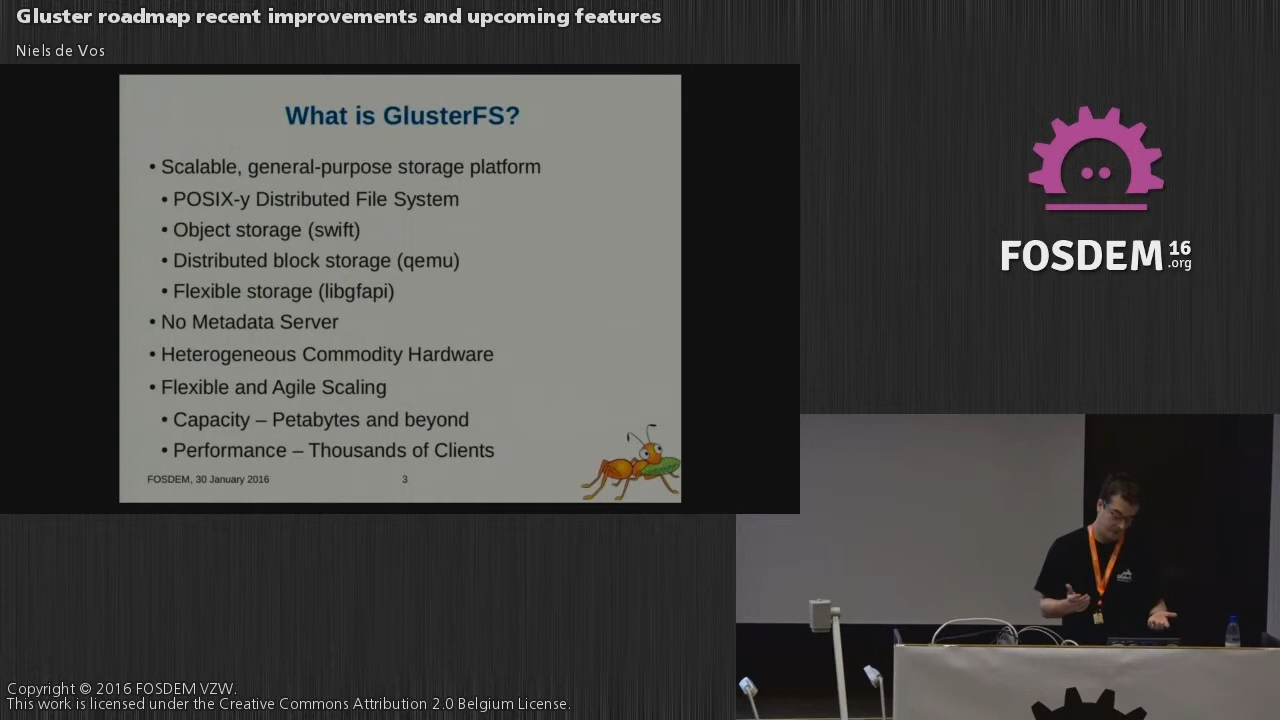 Gluster roadmap recent improvements and upcoming features
Niels de Vos
What is GlusterFS?
• Scalable, general-purpose storage platform
• POSIX-y Distributed File System
• Object storage (swift)
• Distributed block storage (qemu)
• Flexible storage (libgfapi)
• No Metadata Server
• Heterogeneous Commodity Hardware
• Flexible and Agile Scaling
• Capacity – Petabytes and beyond
• Performance – Thousands of Clients
FOSDEM, 30 January 2016 3
FOSDEM 16
.org
Copyright © 2016 FOSDEM VZW.
This work is licensed under the Creative Commons Attribution 2.0 Belgium License.